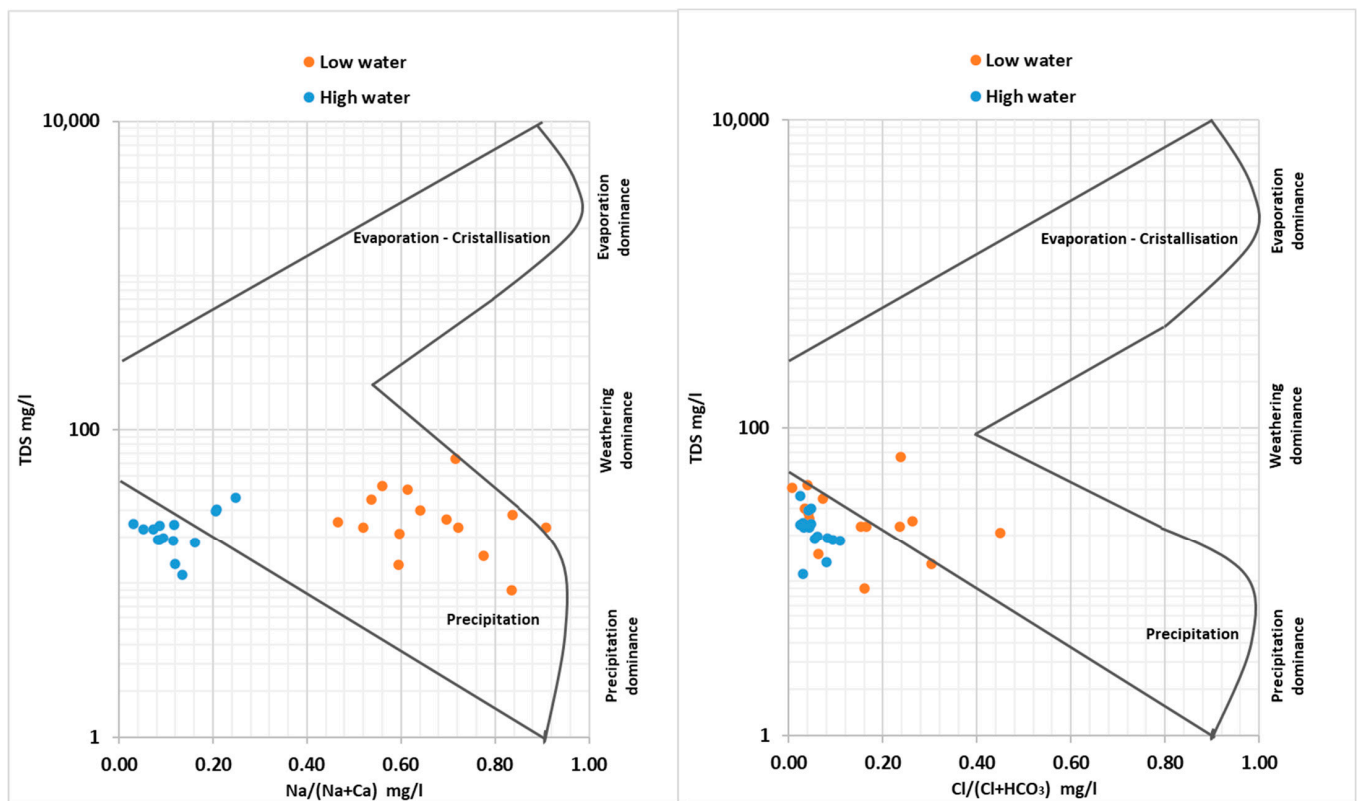 Low water
High water
10,000
100
1
0.00 0.20 0.40 0.60 0.80 1.00
TDS mg/l
Na/(Na+Ca) mg/l
Evaporation - Cristallisation
Precipitation
Evaporation
dominance
Weathering
dominance
Precipitation
dominance
Low water
High water
10,000
100
1
0.00 0.20 0.40 0.60 0.80 1.00
TDS mg/l
Cl/(Cl+HCO₃) mg/l
Evaporation - Cristallisation
Precipitation
Evaporation
dominance
Weathering
dominance
Precipitation
dominance